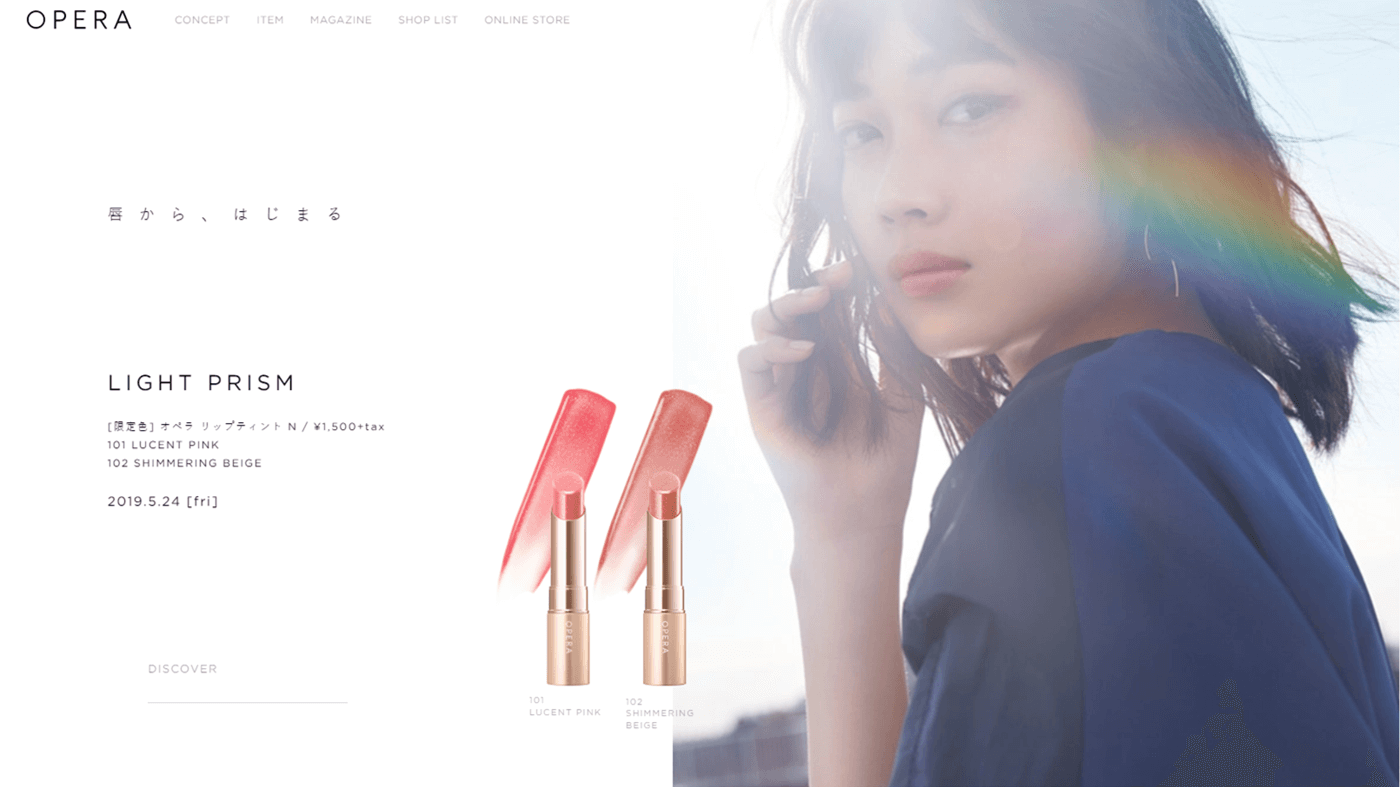 OPERA
CONCEPT ITEM MAGAZINE SHOP LIST ONLINE STORE
唇から、はじまる
LIGHT PRISM
[限定色] オペラ リップティント N / ¥1,500+tax
101 LUCENT PINK
102 SHIMMERING BEIGE
2019.5.24 [fri]
DISCOVER
OPERA
OPERA
101
LUCENT PINK
102
SHIMMERING
BEIGE